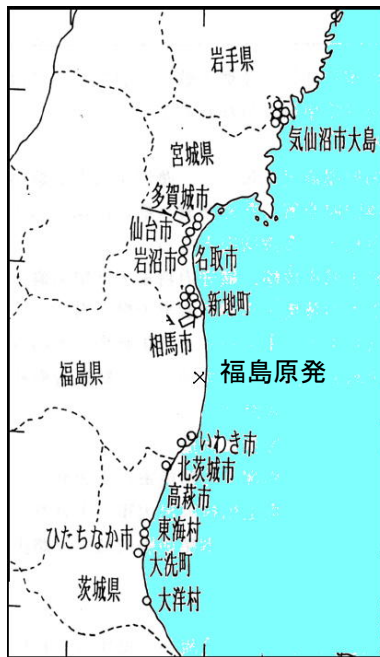 岩手県
気仙沼市大島
宮城県
多賀城市
仙台市
岩沼市
名取市
新地町
相馬市
福島県
福島原発
いわき市
北茨城市
高萩市
東海村
ひたちなか市
大洗町
茨城県
大洋村